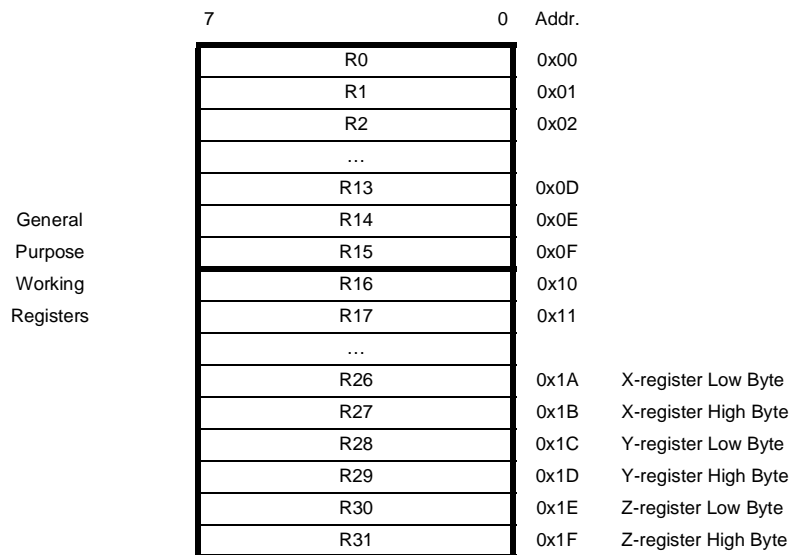 7 0 Addr.
R0 0x00
R1 0x01
R2 0x02
…
R13 0x0D
General R14 0x0E
Purpose R15 0x0F
Working R16 0x10
Registers R17 0x11
…
R26 0x1A X-register Low Byte
R27 0x1B X-register High Byte
R28 0x1C Y-register Low Byte
R29 0x1D Y-register High Byte
R30 0x1E Z-register Low Byte
R31 0x1F Z-register High Byte